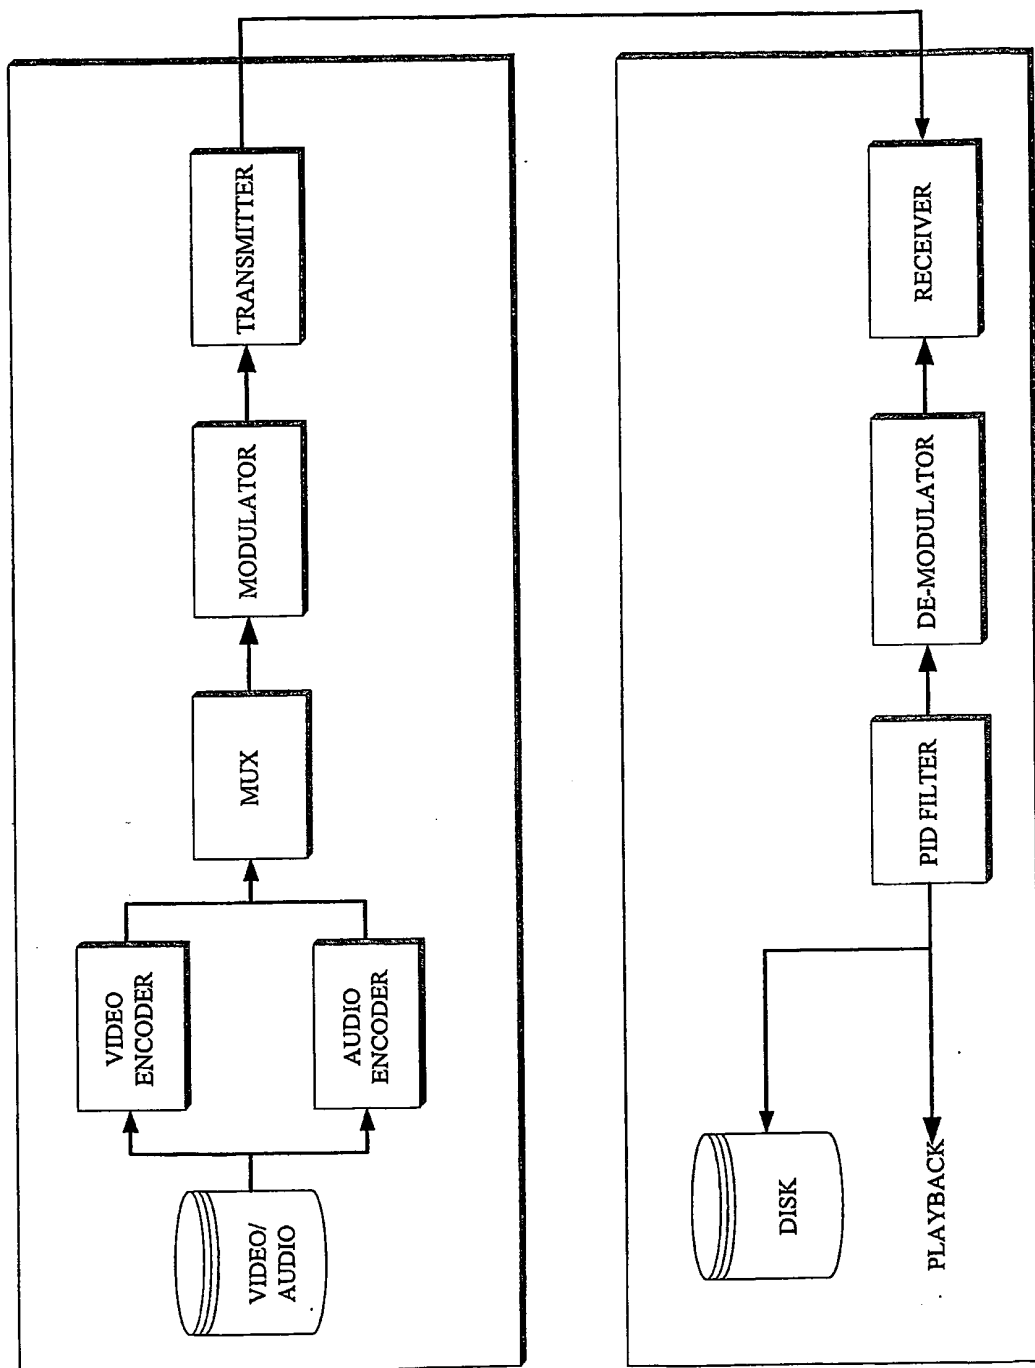 VIDEO/
AUDIO
VIDEO
ENCODER
AUDIO
ENCODER
MUX
MODULATOR
TRANSMITTER
RECEIVER
DE-MODULATOR
PID FILTER
DISK
PLAYBACK